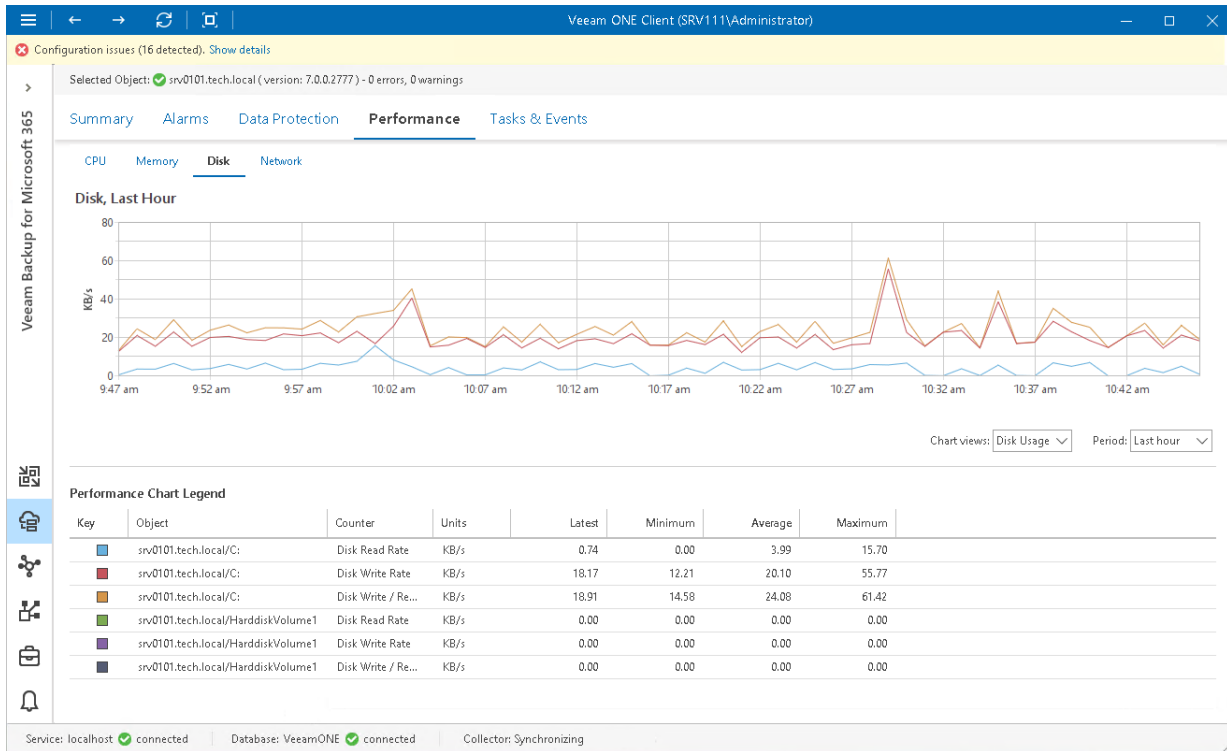 Veeam ONE Client (SRV111\Administrator)
Configuration issues (16 detected). Show details
Selected Object: srv0101.tech.local ( version: 7.0.0.2777 ) - 0 errors, 0 warnings
Veeam Backup for Microsoft 365
Summary Alarms Data Protection Performance Tasks & Events
CPU Memory Disk Network
Disk, Last Hour
KB/s
80
60
40
20
0
9:47 am 9:52 am 9:57 am 10:02 am 10:07 am 10:12 am 10:17 am 10:22 am 10:27 am 10:32 am 10:37 am 10:42 am
Chart views: Disk Usage Period: Last hour
Performance Chart Legend
Key Object Counter Units Latest Minimum Average Maximum
srv0101.tech.local/C: Disk Read Rate KB/s 0.74 0.00 3.99 15.70
srv0101.tech.local/C: Disk Write Rate KB/s 18.17 12.21 20.10 55.77
srv0101.tech.local/C: Disk Write / Re... KB/s 18.91 14.58 24.08 61.42
srv0101.tech.local/HarddiskVolume1 Disk Read Rate KB/s 0.00 0.00 0.00 0.00
srv0101.tech.local/HarddiskVolume1 Disk Write Rate KB/s 0.00 0.00 0.00 0.00
srv0101.tech.local/HarddiskVolume1 Disk Write / Re... KB/s 0.00 0.00 0.00 0.00
Service: localhost connected Database: VeeamONE connected Collector: Synchronizing